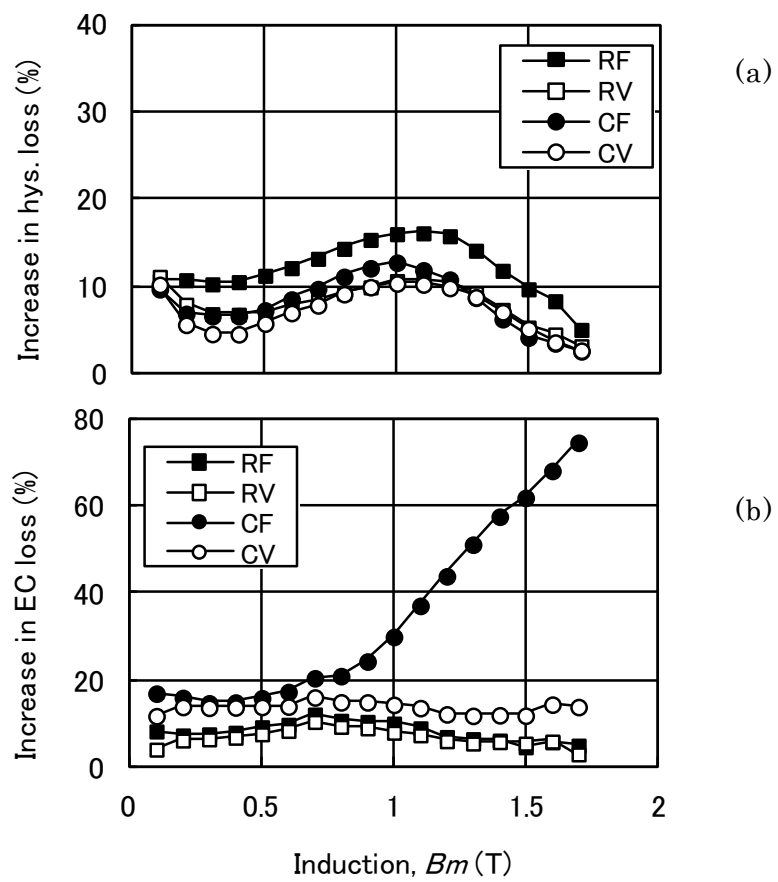 40
30
20
10
0
Increase in hys. loss (%)
RF
RV
CF
CV
(a)
80
60
40
20
0
Increase in EC loss (%)
RF
RV
CF
CV
(b)
0 0.5 1 1.5 2
Induction, Bm (T)